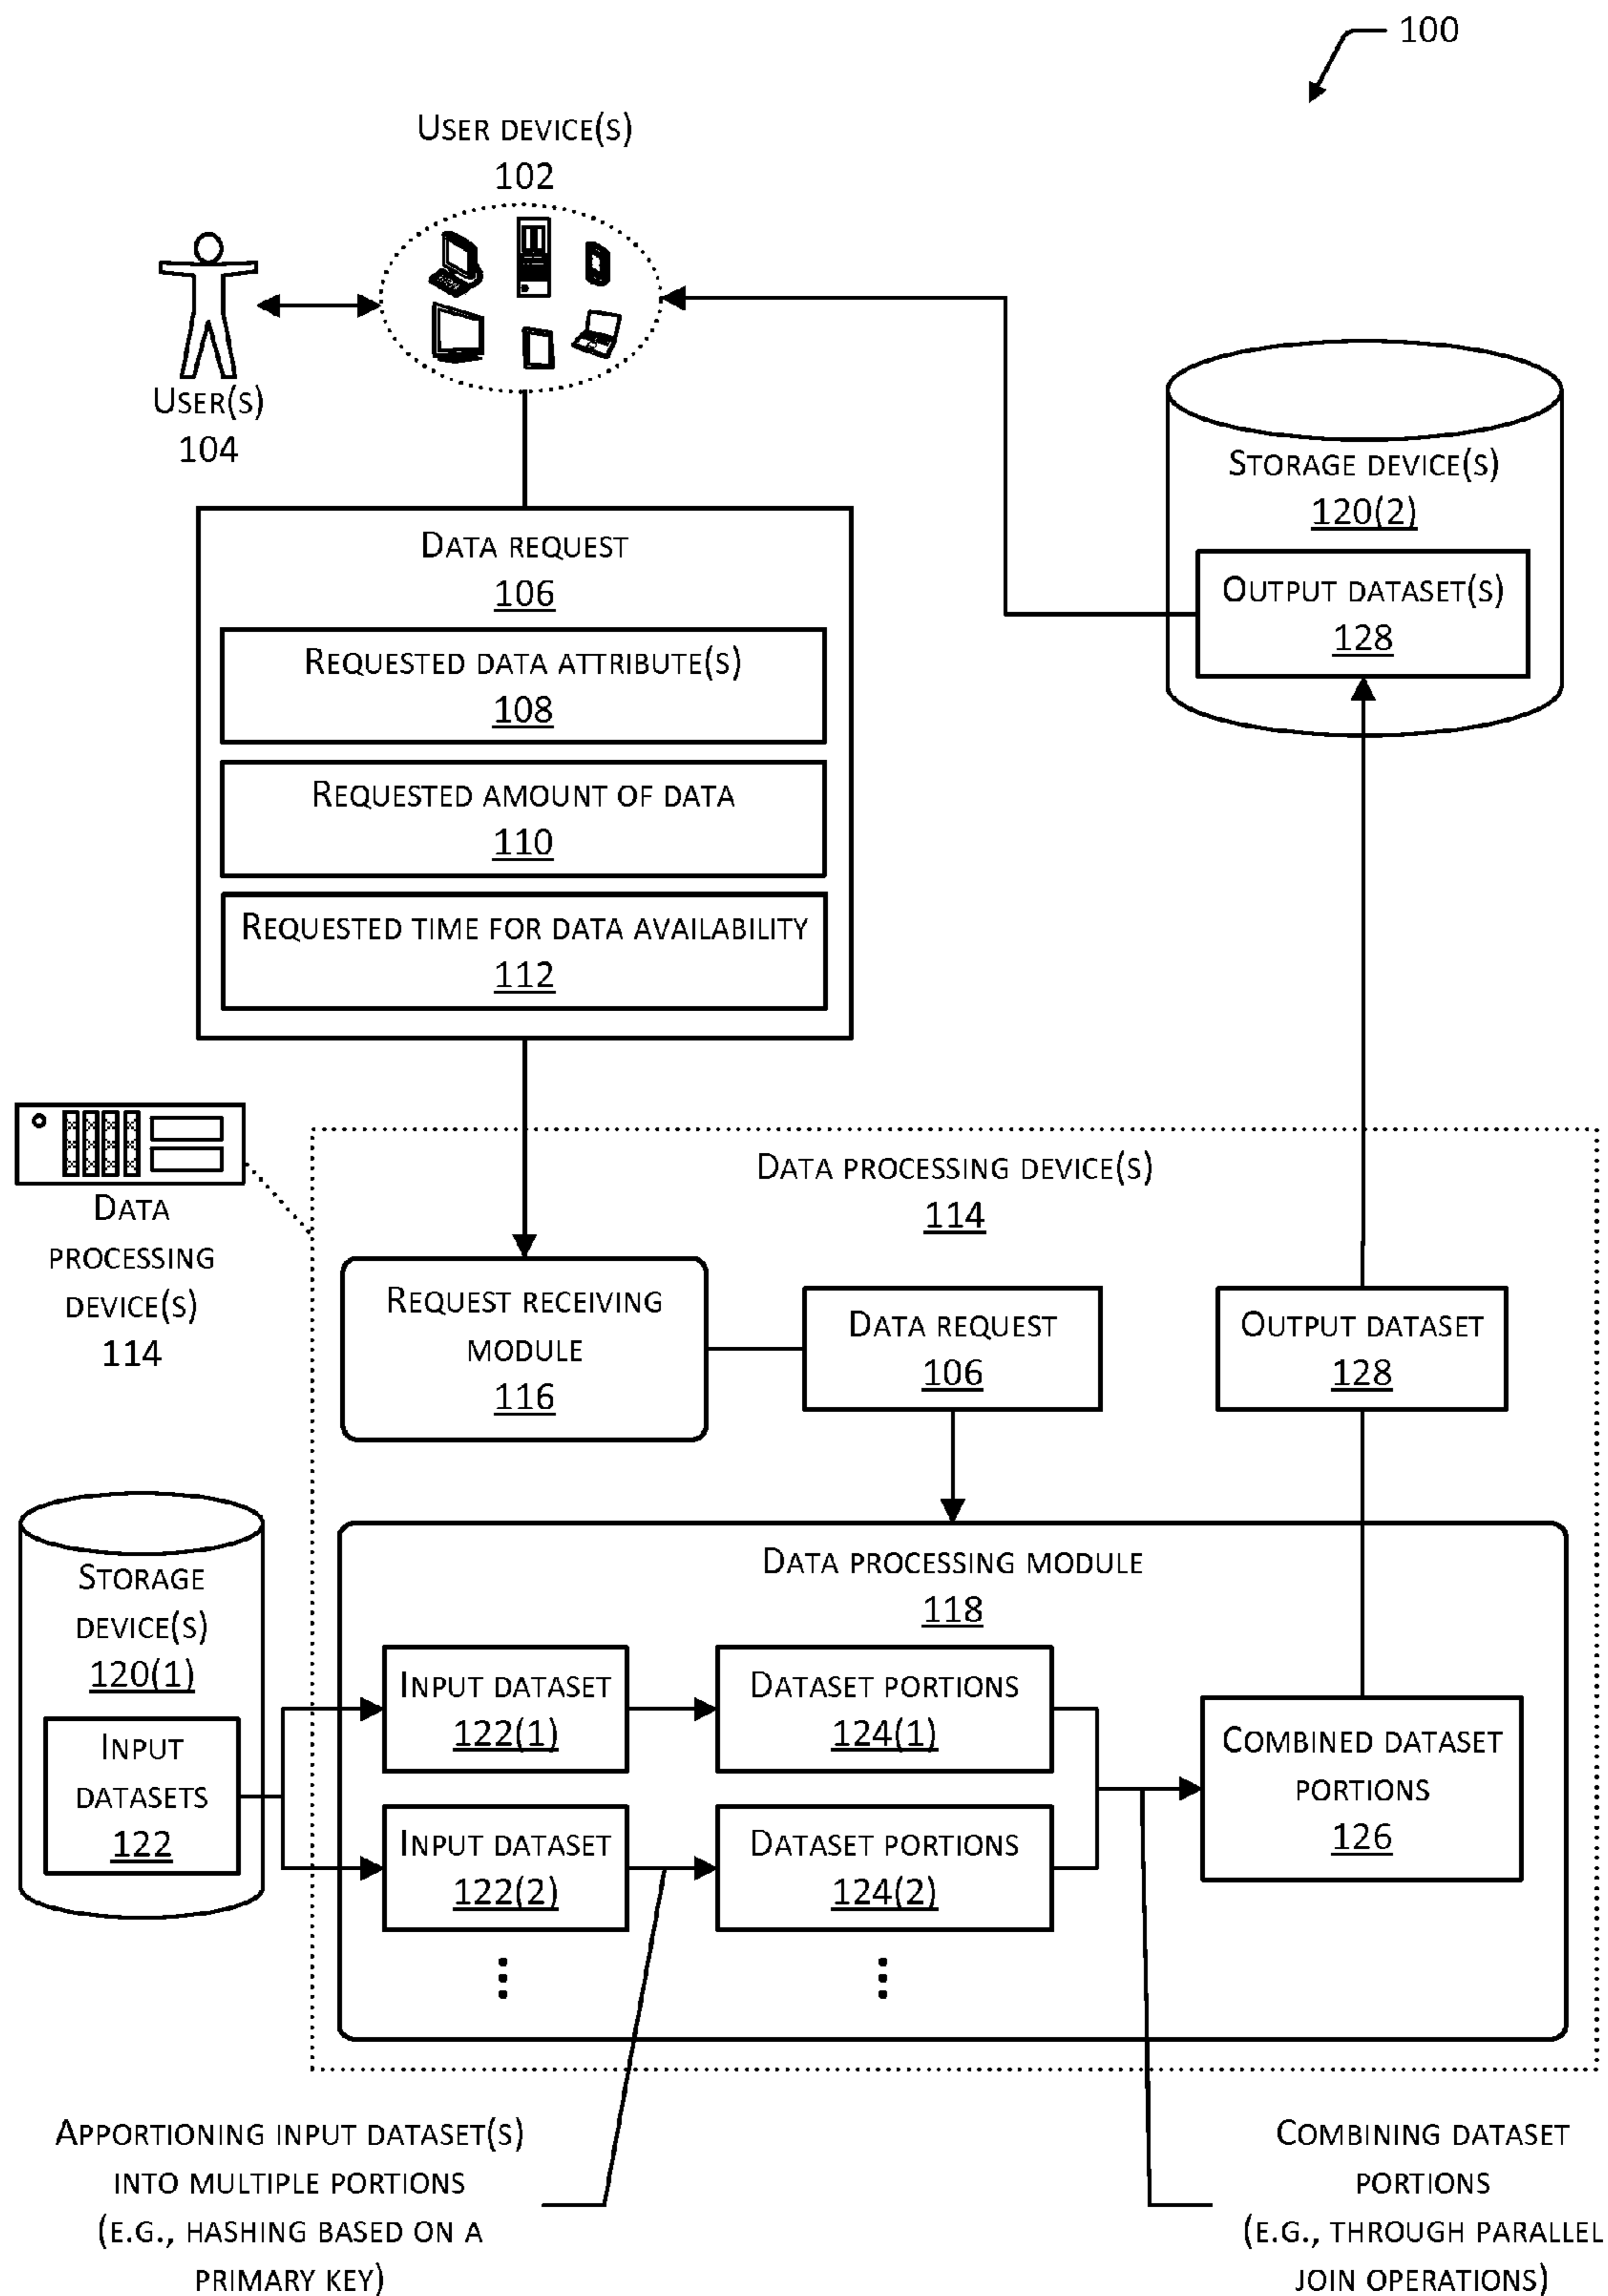 100
USER DEVICE(S)
102
USER(S)
104
DATA REQUEST
106
REQUESTED DATA ATTRIBUTE(S)
108
REQUESTED AMOUNT OF DATA
110
REQUESTED TIME FOR DATA AVAILABILITY
112
STORAGE DEVICE(S)
120(2)
OUTPUT DATASET(S)
128
DATA
PROCESSING
DEVICE(S)
114
DATA PROCESSING DEVICE(S)
114
REQUEST RECEIVING
MODULE
116
DATA REQUEST
106
OUTPUT DATASET
128
STORAGE
DEVICE(S)
120(1)
INPUT
DATASETS
122
DATA PROCESSING MODULE
118
INPUT DATASET
122(1)
DATASET PORTIONS
124(1)
INPUT DATASET
122(2)
DATASET PORTIONS
124(2)
COMBINED DATASET
PORTIONS
126
APPORTIONING INPUT DATASET(S)
INTO MULTIPLE PORTIONS
(E.G., HASHING BASED ON A
PRIMARY KEY)
COMBINING DATASET
PORTIONS
(E.G., THROUGH PARALLEL
JOIN OPERATIONS)